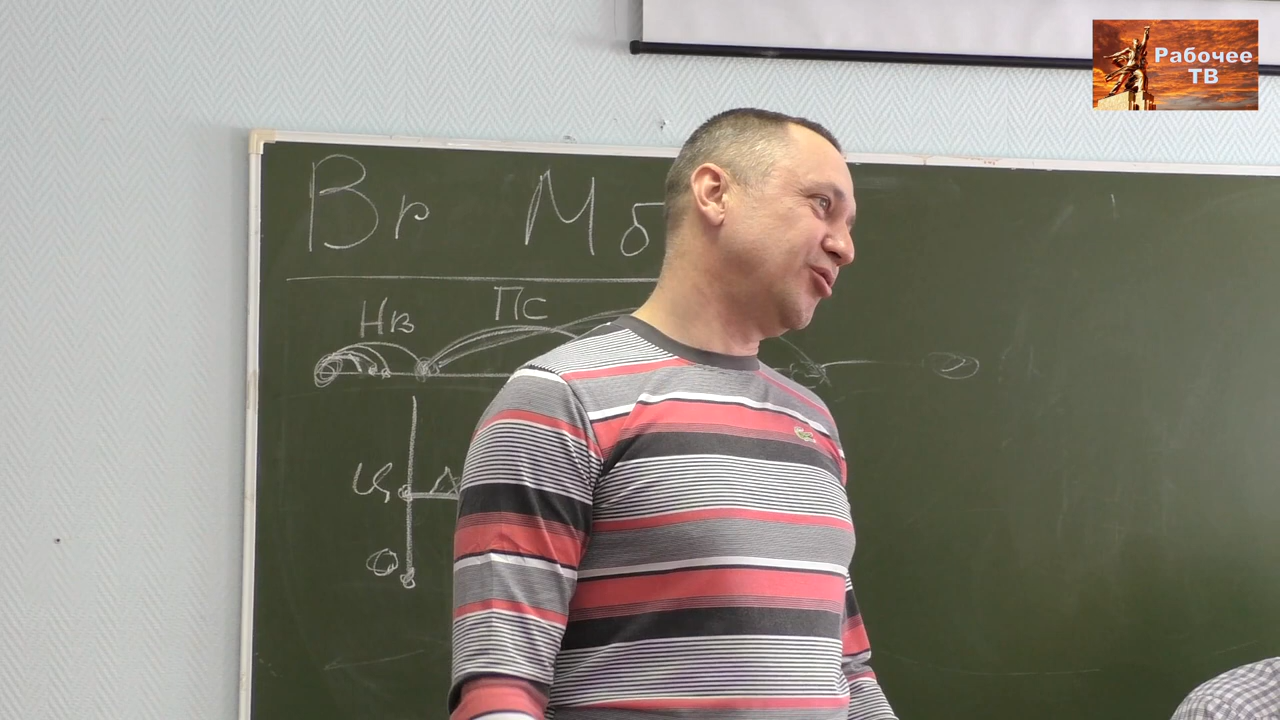 Рабочее
ТВ
Вг Мб
Нв Пс
Ц Д
О